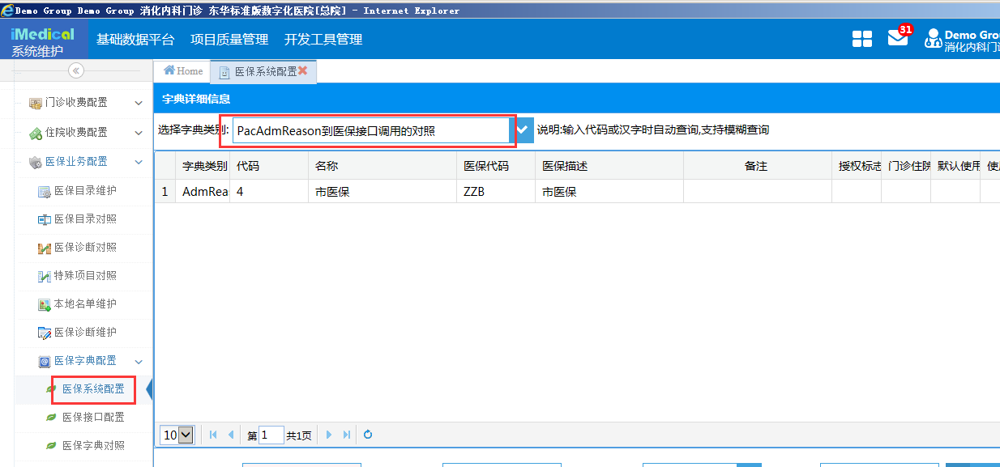 Demo Group Demo Group 消化内科门诊 东华标准版数字化医院[总院] - Internet Explorer
iMedical
系统维护
基础数据平台 项目质量管理 开发工具管理
31
Demo Gro
消化内科门
Home 医保系统配置
门诊收费配置
住院收费配置
医保业务配置
医保目录维护
医保目录对照
医保诊断对照
特殊项目对照
本地名单维护
医保诊断维护
医保字典配置
医保系统配置
医保接口配置
医保字典对照
字典详细信息
选择字典类别: PacAdmReason到医保接口调用的对照 说明:输入代码或汉字时自动查询,支持模糊查询
字典类别 代码 名称 医保代码 医保描述 备注 授权标志 门诊住院 默认使用 使
1 AdmRea 4 市医保 ZZB 市医保
10 第 1 共1页